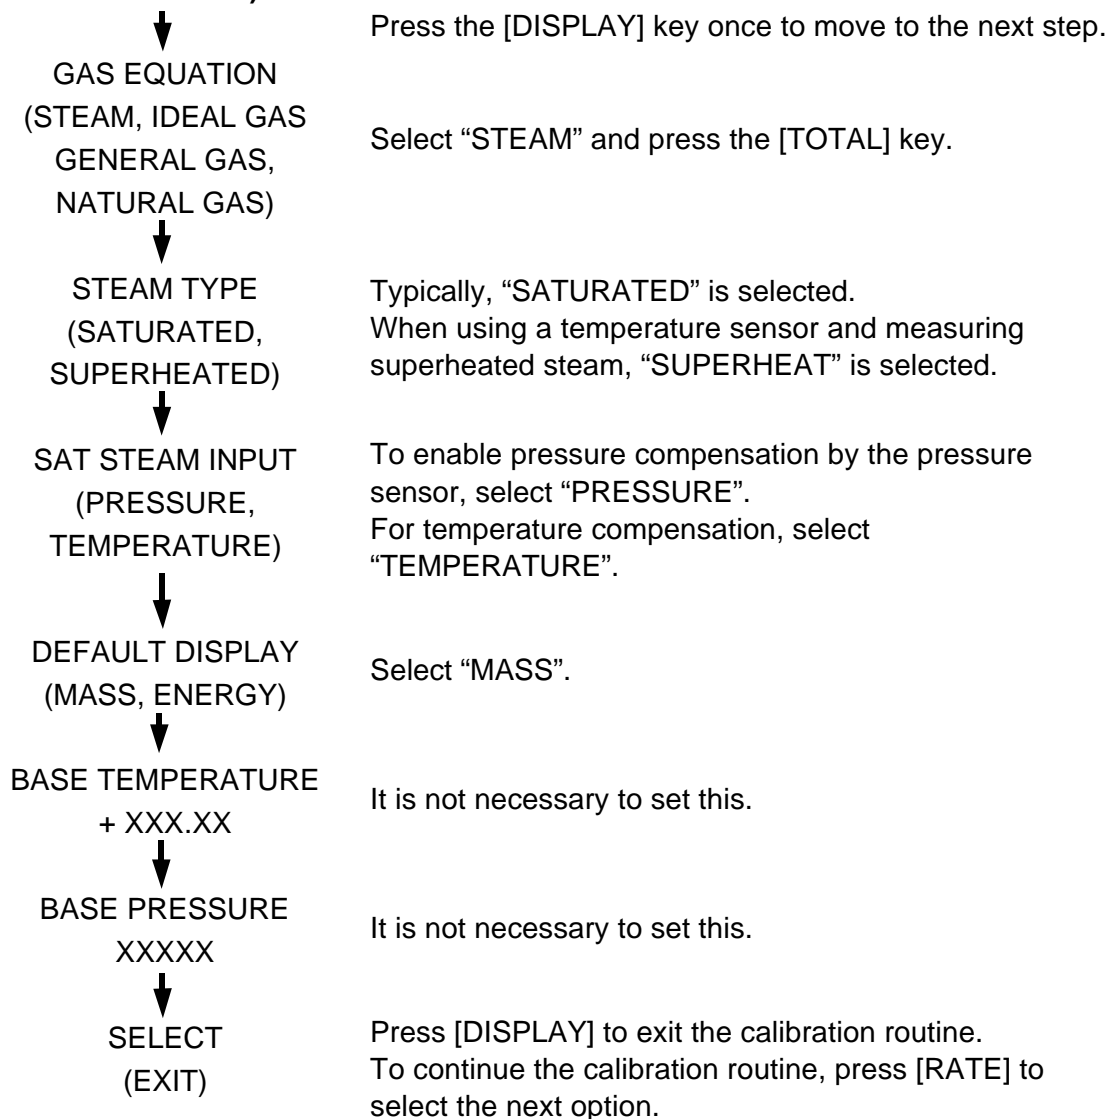 Press the [DISPLAY] key once to move to the next step.
GAS EQUATION
(STEAM, IDEAL GAS
GENERAL GAS,
NATURAL GAS)
Select “STEAM” and press the [TOTAL] key.
STEAM TYPE
(SATURATED,
SUPERHEATED)
Typically, “SATURATED” is selected.
When using a temperature sensor and measuring
superheated steam, “SUPERHEAT” is selected.
SAT STEAM INPUT
(PRESSURE,
TEMPERATURE)
To enable pressure compensation by the pressure
sensor, select “PRESSURE”.
For temperature compensation, select
“TEMPERATURE”.
DEFAULT DISPLAY
(MASS, ENERGY)
Select “MASS”.
BASE TEMPERATURE
+ XXX.XX
It is not necessary to set this.
BASE PRESSURE
XXXXX
It is not necessary to set this.
SELECT
(EXIT)
Press [DISPLAY] to exit the calibration routine.
To continue the calibration routine, press [RATE] to
select the next option.